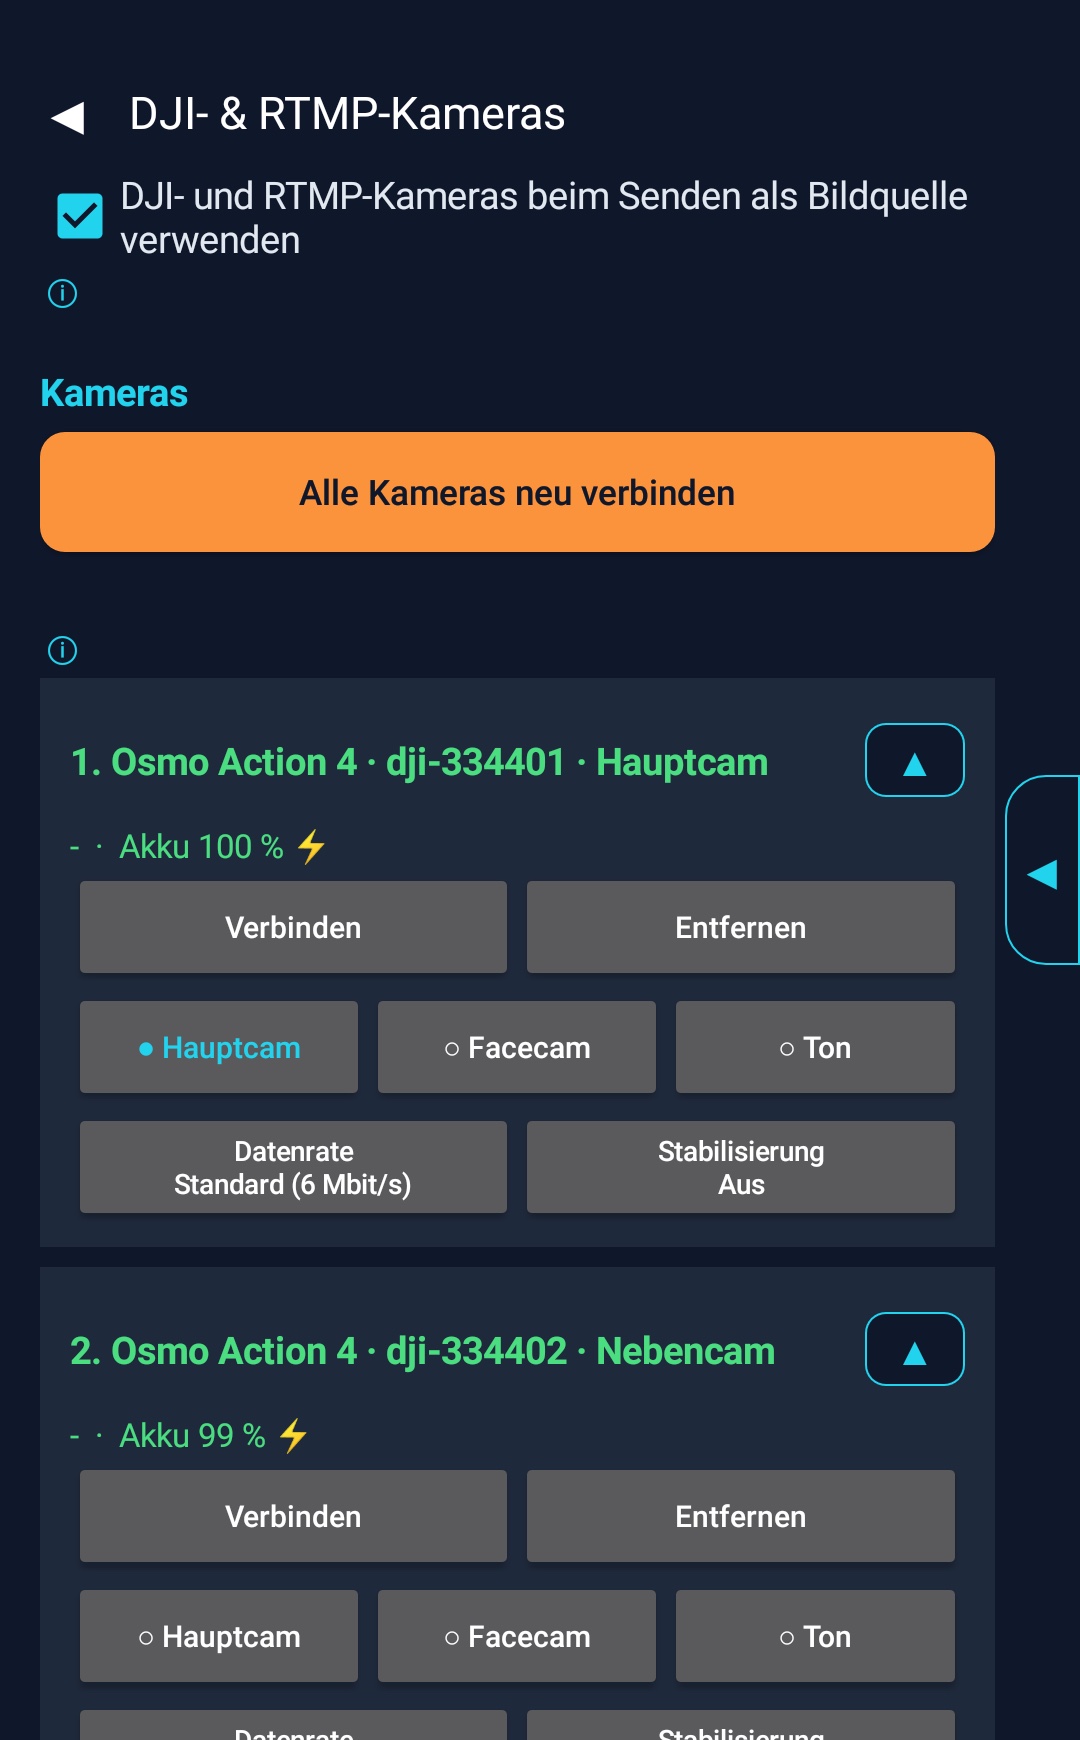 DJI- & RTMP-Kameras
DJI- und RTMP-Kameras beim Senden als Bildquelle
verwenden
Kameras
Alle Kameras neu verbinden
1. Osmo Action 4 · dji-334401 · Hauptcam
- · Akku 100 % ⚡
Verbinden
Entfernen
● Hauptcam
○ Facecam
○ Ton
Datenrate
Standard (6 Mbit/s)
Stabilisierung
Aus
2. Osmo Action 4 · dji-334402 · Nebencam
- · Akku 99 % ⚡
Verbinden
Entfernen
○ Hauptcam
○ Facecam
○ Ton
Datenrate
Stabilisierung